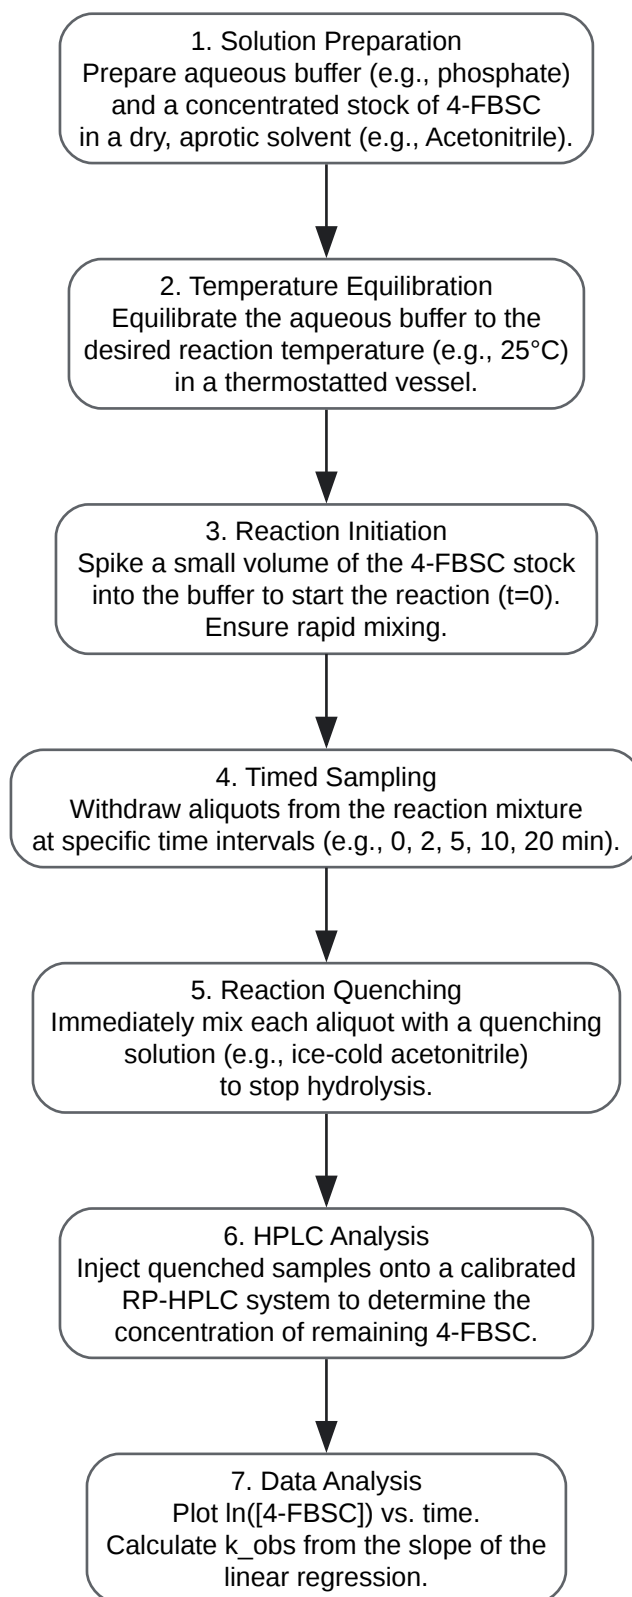 1. Solution Preparation
Prepare aqueous buffer (e.g., phosphate)
and a concentrated stock of 4-FBSC
in a dry, aprotic solvent (e.g., Acetonitrile).
2. Temperature Equilibration
Equilibrate the aqueous buffer to the
desired reaction temperature (e.g., 25°C)
in a thermostatted vessel.
3. Reaction Initiation
Spike a small volume of the 4-FBSC stock
into the buffer to start the reaction (t=0).
Ensure rapid mixing.
4. Timed Sampling
Withdraw aliquots from the reaction mixture
at specific time intervals (e.g., 0, 2, 5, 10, 20 min).
5. Reaction Quenching
Immediately mix each aliquot with a quenching
solution (e.g., ice-cold acetonitrile)
to stop hydrolysis.
6. HPLC Analysis
Inject quenched samples onto a calibrated
RP-HPLC system to determine the
concentration of remaining 4-FBSC.
7. Data Analysis
Plot ln([4-FBSC]) vs. time.
Calculate k_obs from the slope of the
linear regression.